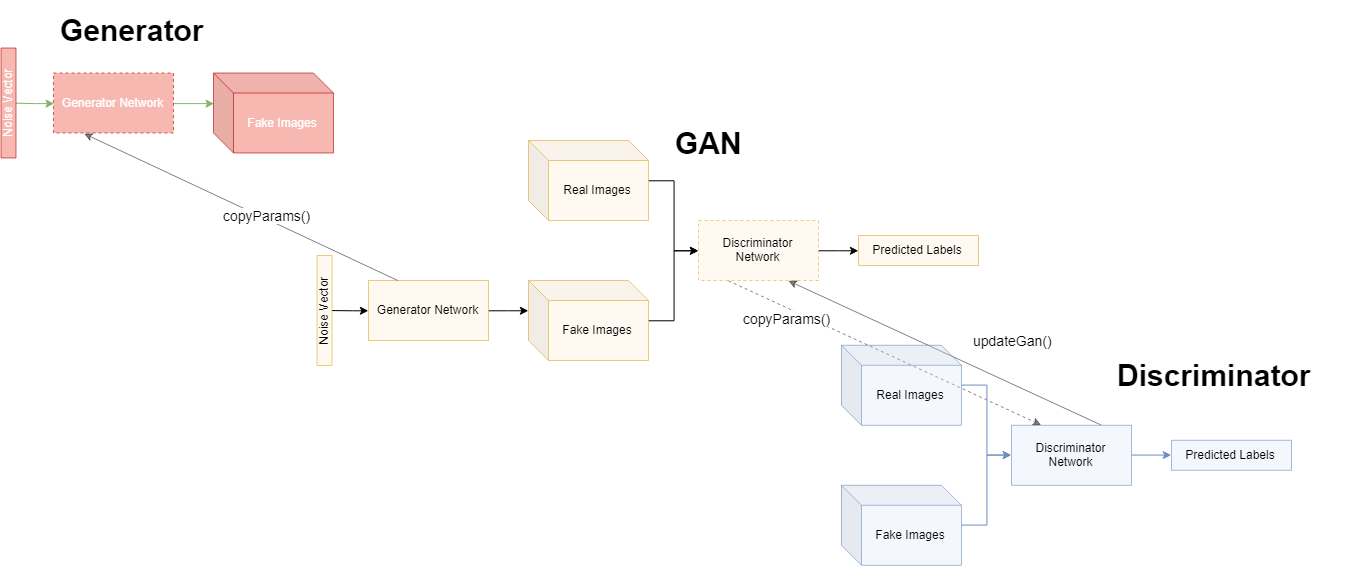 Generator
Noise Vector
Generator Network
Fake Images
copyParams()
GAN
Real Images
Noise Vector
Generator Network
Fake Images
Discriminator
Network
Predicted Labels
copyParams()
updateGan()
Discriminator
Real Images
Fake Images
Discriminator
Network
Predicted Labels